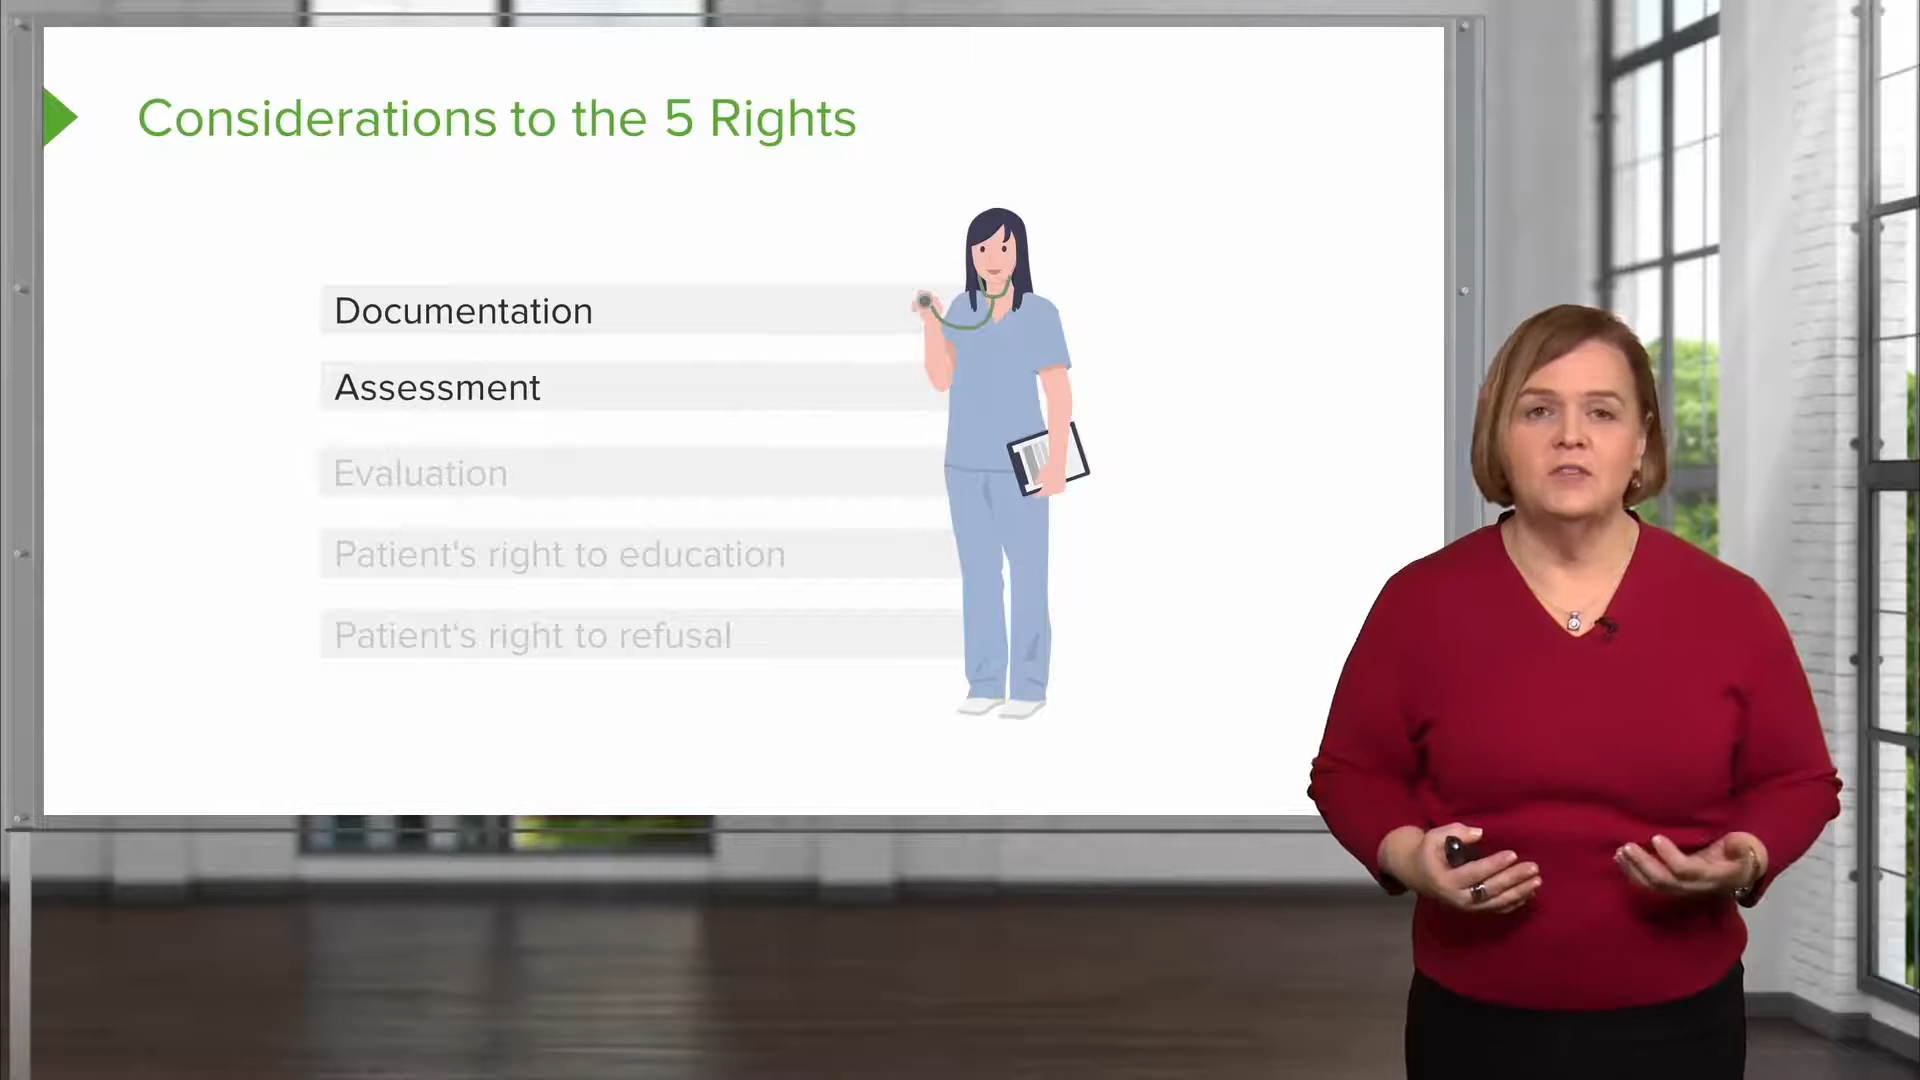 Considerations to the 5 Rights
Documentation
Assessment
Evaluation
Patient‘s right to education
Patient‘s right to refusal